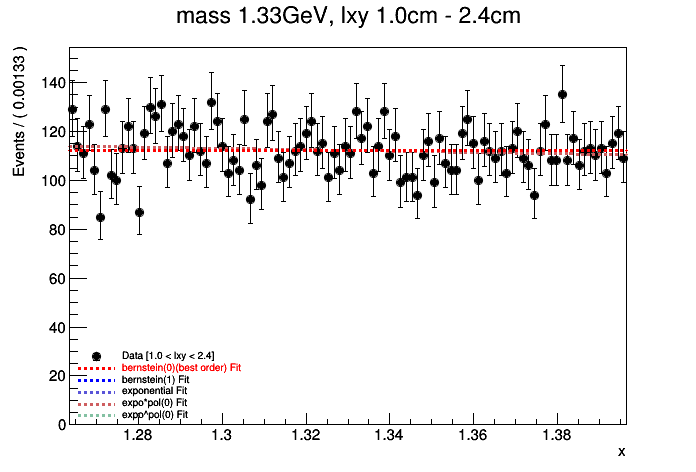 mass 1.33GeV, lxy 1.0cm - 2.4cm
Events / ( 0.00133 )
140
120
100
80
60
40
20
0
Data [1.0 < lxy < 2.4]
bernstein(0)(best order) Fit
bernstein(1) Fit
exponential Fit
expo*pol(0) Fit
expp^pol(0) Fit
1.28
1.3
1.32
1.34
1.36
1.38
x